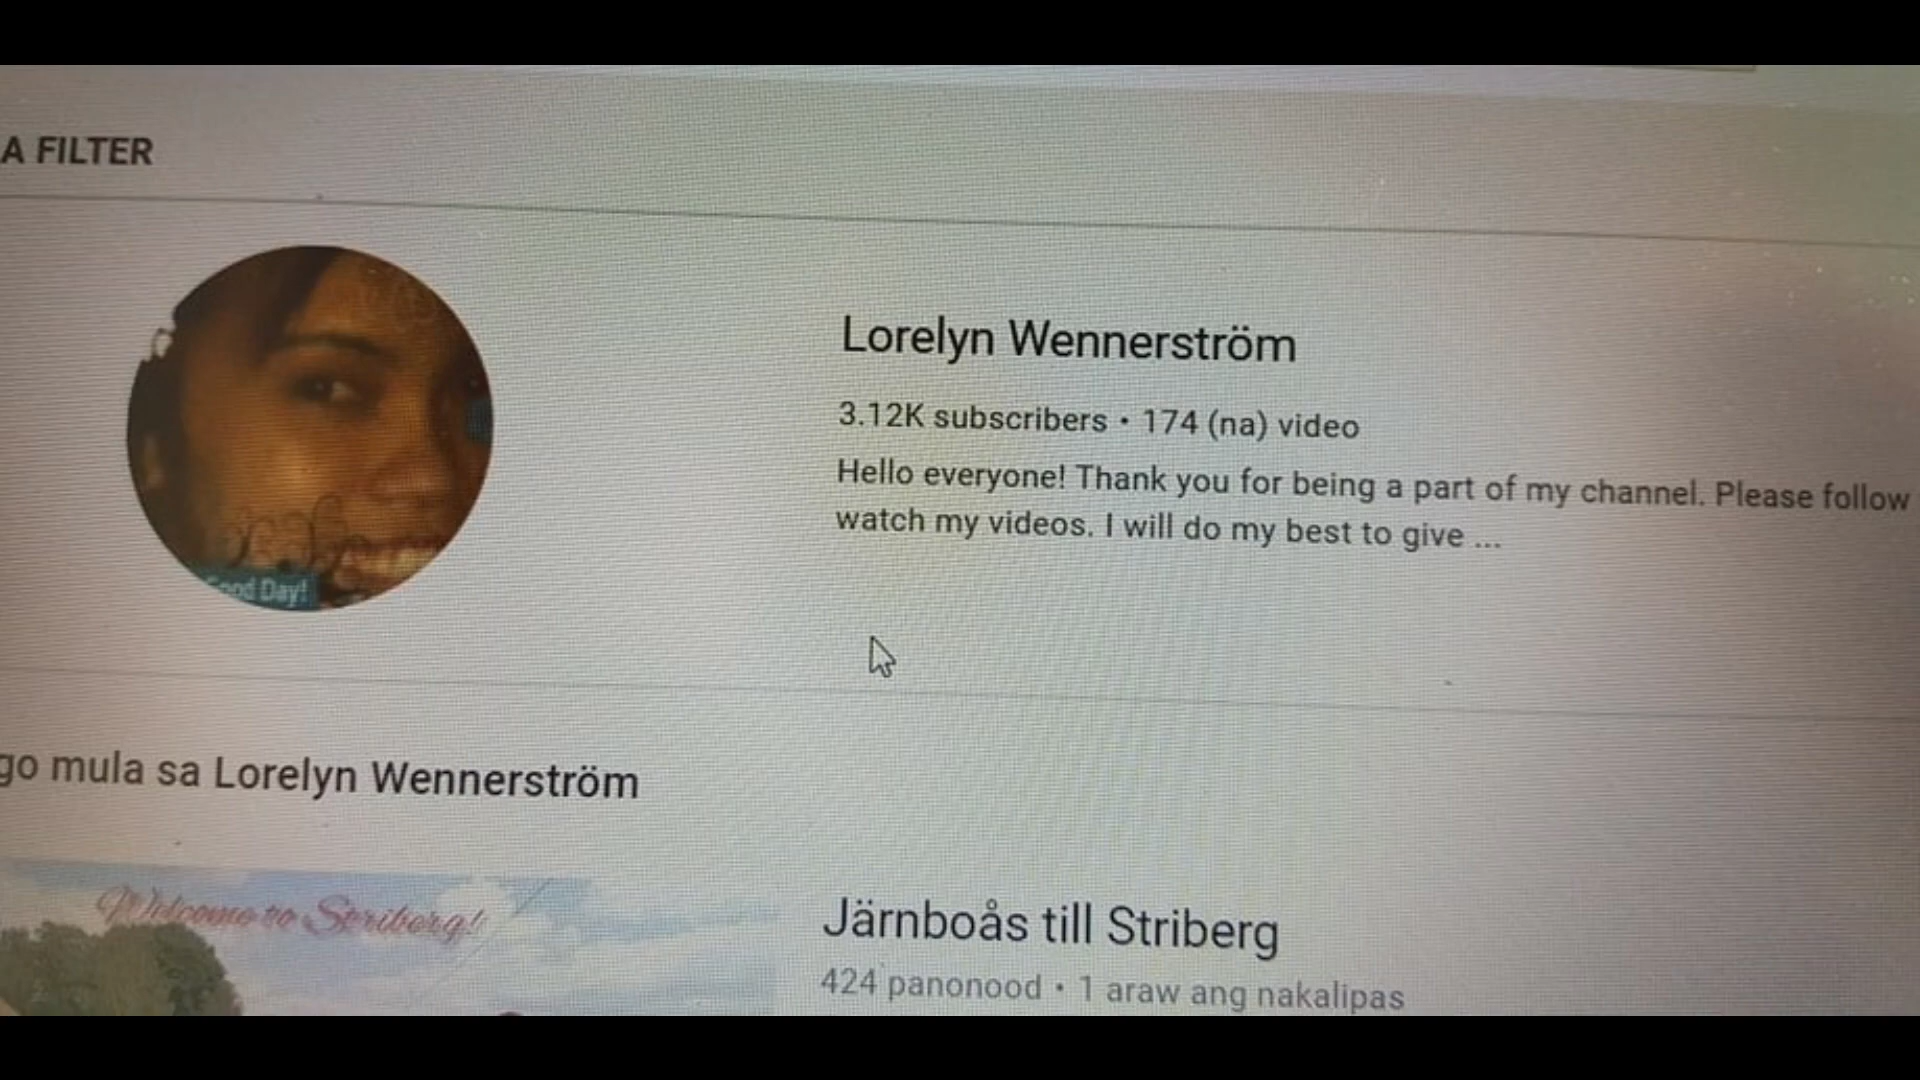 A FILTER
Lorelyn Wennerström
3.12K subscribers • 174 (na) video
Hello everyone! Thank you for being a part of my channel. Please follow
watch my videos. I will do my best to give ...
Good Day!
go mula sa Lorelyn Wennerström
Welcome to Striberg!
Järnboås till Striberg
424 panonood • 1 araw ang nakalipas